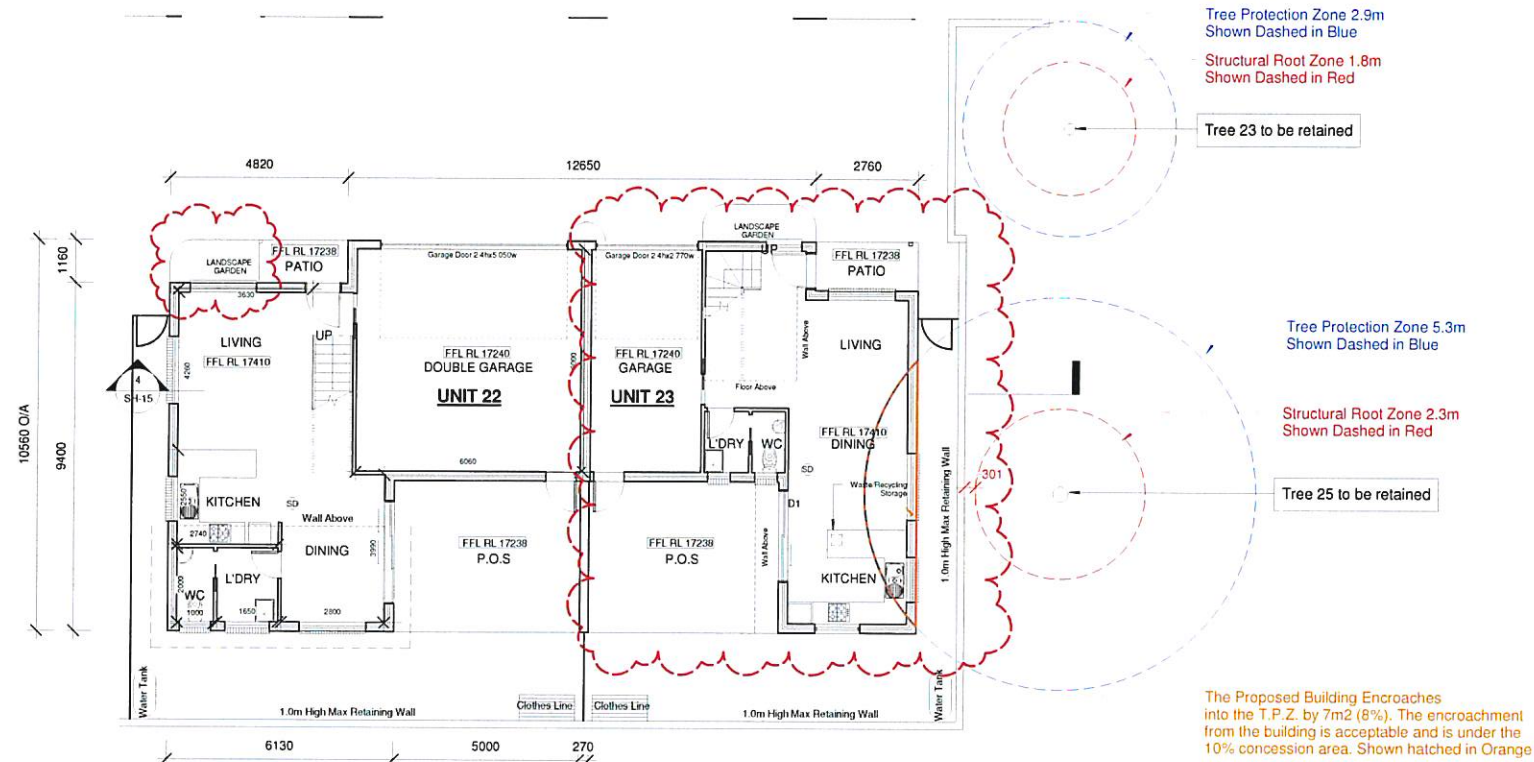 Tree Protection Zone 2.9m
Shown Dashed in Blue
Structural Root Zone 1.8m
Shown Dashed in Red
Tree 23 to be retained
4820
12650
2760
1160
10560 O/A
9400
LANDSCAPE
GARDEN
FFL RL 17238
PATIO
3630
Garage Door 2.4hx5.050w
Garage Door 2.4hx2.770w
LANDSCAPE
GARDEN
UP
FFL RL 17238
PATIO
LIVING
FFL RL 17410
UP
4260
4
SH-15
FFL RL 17240
DOUBLE GARAGE
UNIT 22
FFL RL 17240
GARAGE
UNIT 23
Wall Above
LIVING
Floor Above
FFL RL 17410
DINING
L'DRY
WC
SD
Waste Recycling
Storage
D1
6060
KITCHEN
2550
2740
SD
Wall Above
DINING
3990
WC
2000
1000
L'DRY
1650
2800
FFL RL 17238
P.O.S
FFL RL 17238
P.O.S
Wall Above
KITCHEN
1.0m High Max Retaining Wall
301
Tree Protection Zone 5.3m
Shown Dashed in Blue
Structural Root Zone 2.3m
Shown Dashed in Red
Tree 25 to be retained
Water Tank
1.0m High Max Retaining Wall
Clothes Line
Clothes Line
1.0m High Max Retaining Wall
Water Tank
6130
5000
270
The Proposed Building Encroaches
into the T.P.Z. by 7m2 (8%). The encroachment
from the building is acceptable and is under the
10% concession area. Shown hatched in Orange